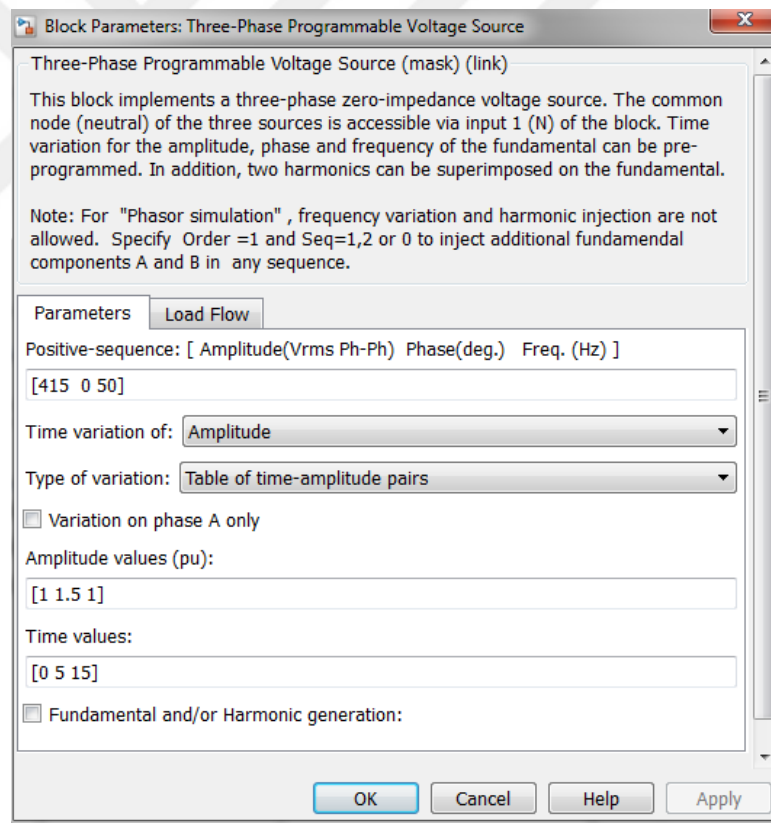 Block Parameters: Three-Phase Programmable Voltage Source
Three-Phase Programmable Voltage Source (mask) (link)
This block implements a three-phase zero-impedance voltage source. The common
node (neutral) of the three sources is accessible via input 1 (N) of the block. Time
variation for the amplitude, phase and frequency of the fundamental can be pre-
programmed. In addition, two harmonics can be superimposed on the fundamental.
Note: For "Phasor simulation" , frequency variation and harmonic injection are not
allowed. Specify Order =1 and Seq=1,2 or 0 to inject additional fundamendal
components A and B in any sequence.
Parameters Load Flow
Positive-sequence: [ Amplitude(Vrms Ph-Ph) Phase(deg.) Freq. (Hz) ]
[415 0 50]
Time variation of: Amplitude
Type of variation: Table of time-amplitude pairs
Variation on phase A only
Amplitude values (pu):
[1 1.5 1]
Time values:
[0 5 15]
Fundamental and/or Harmonic generation:
OK Cancel Help Apply